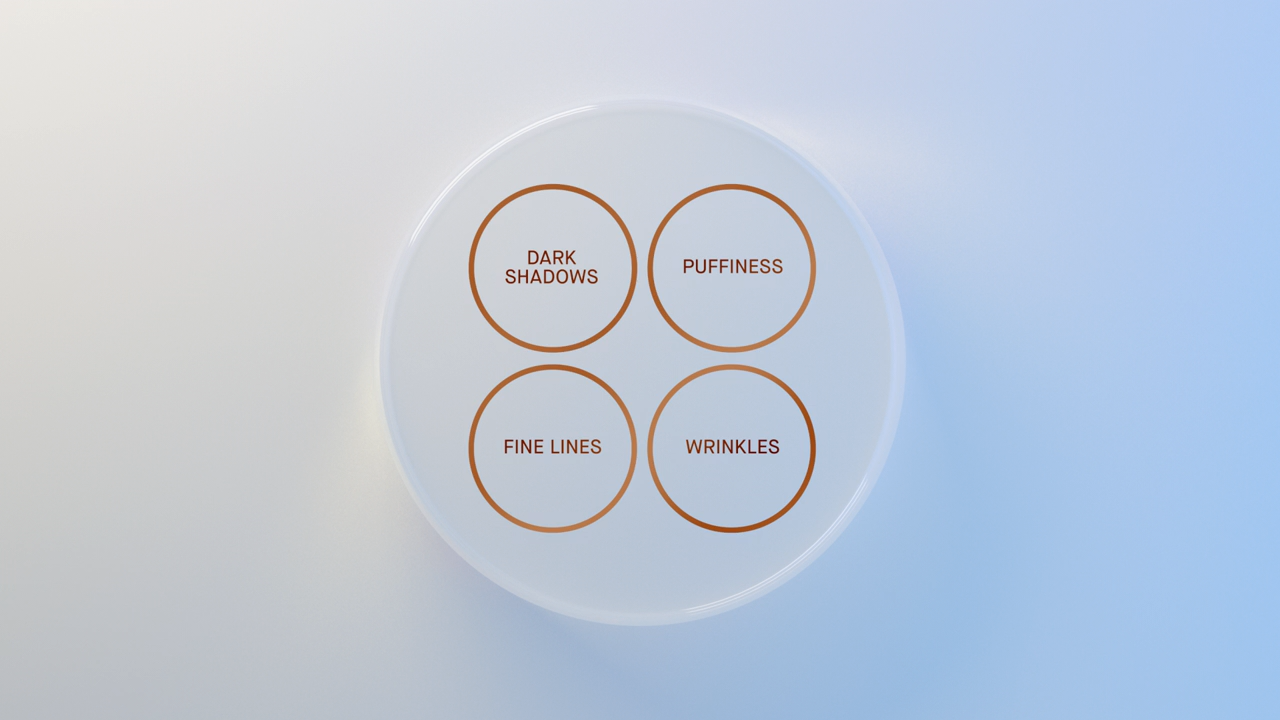 DARK
SHADOWS
PUFFINESS
FINE LINES
WRINKLES